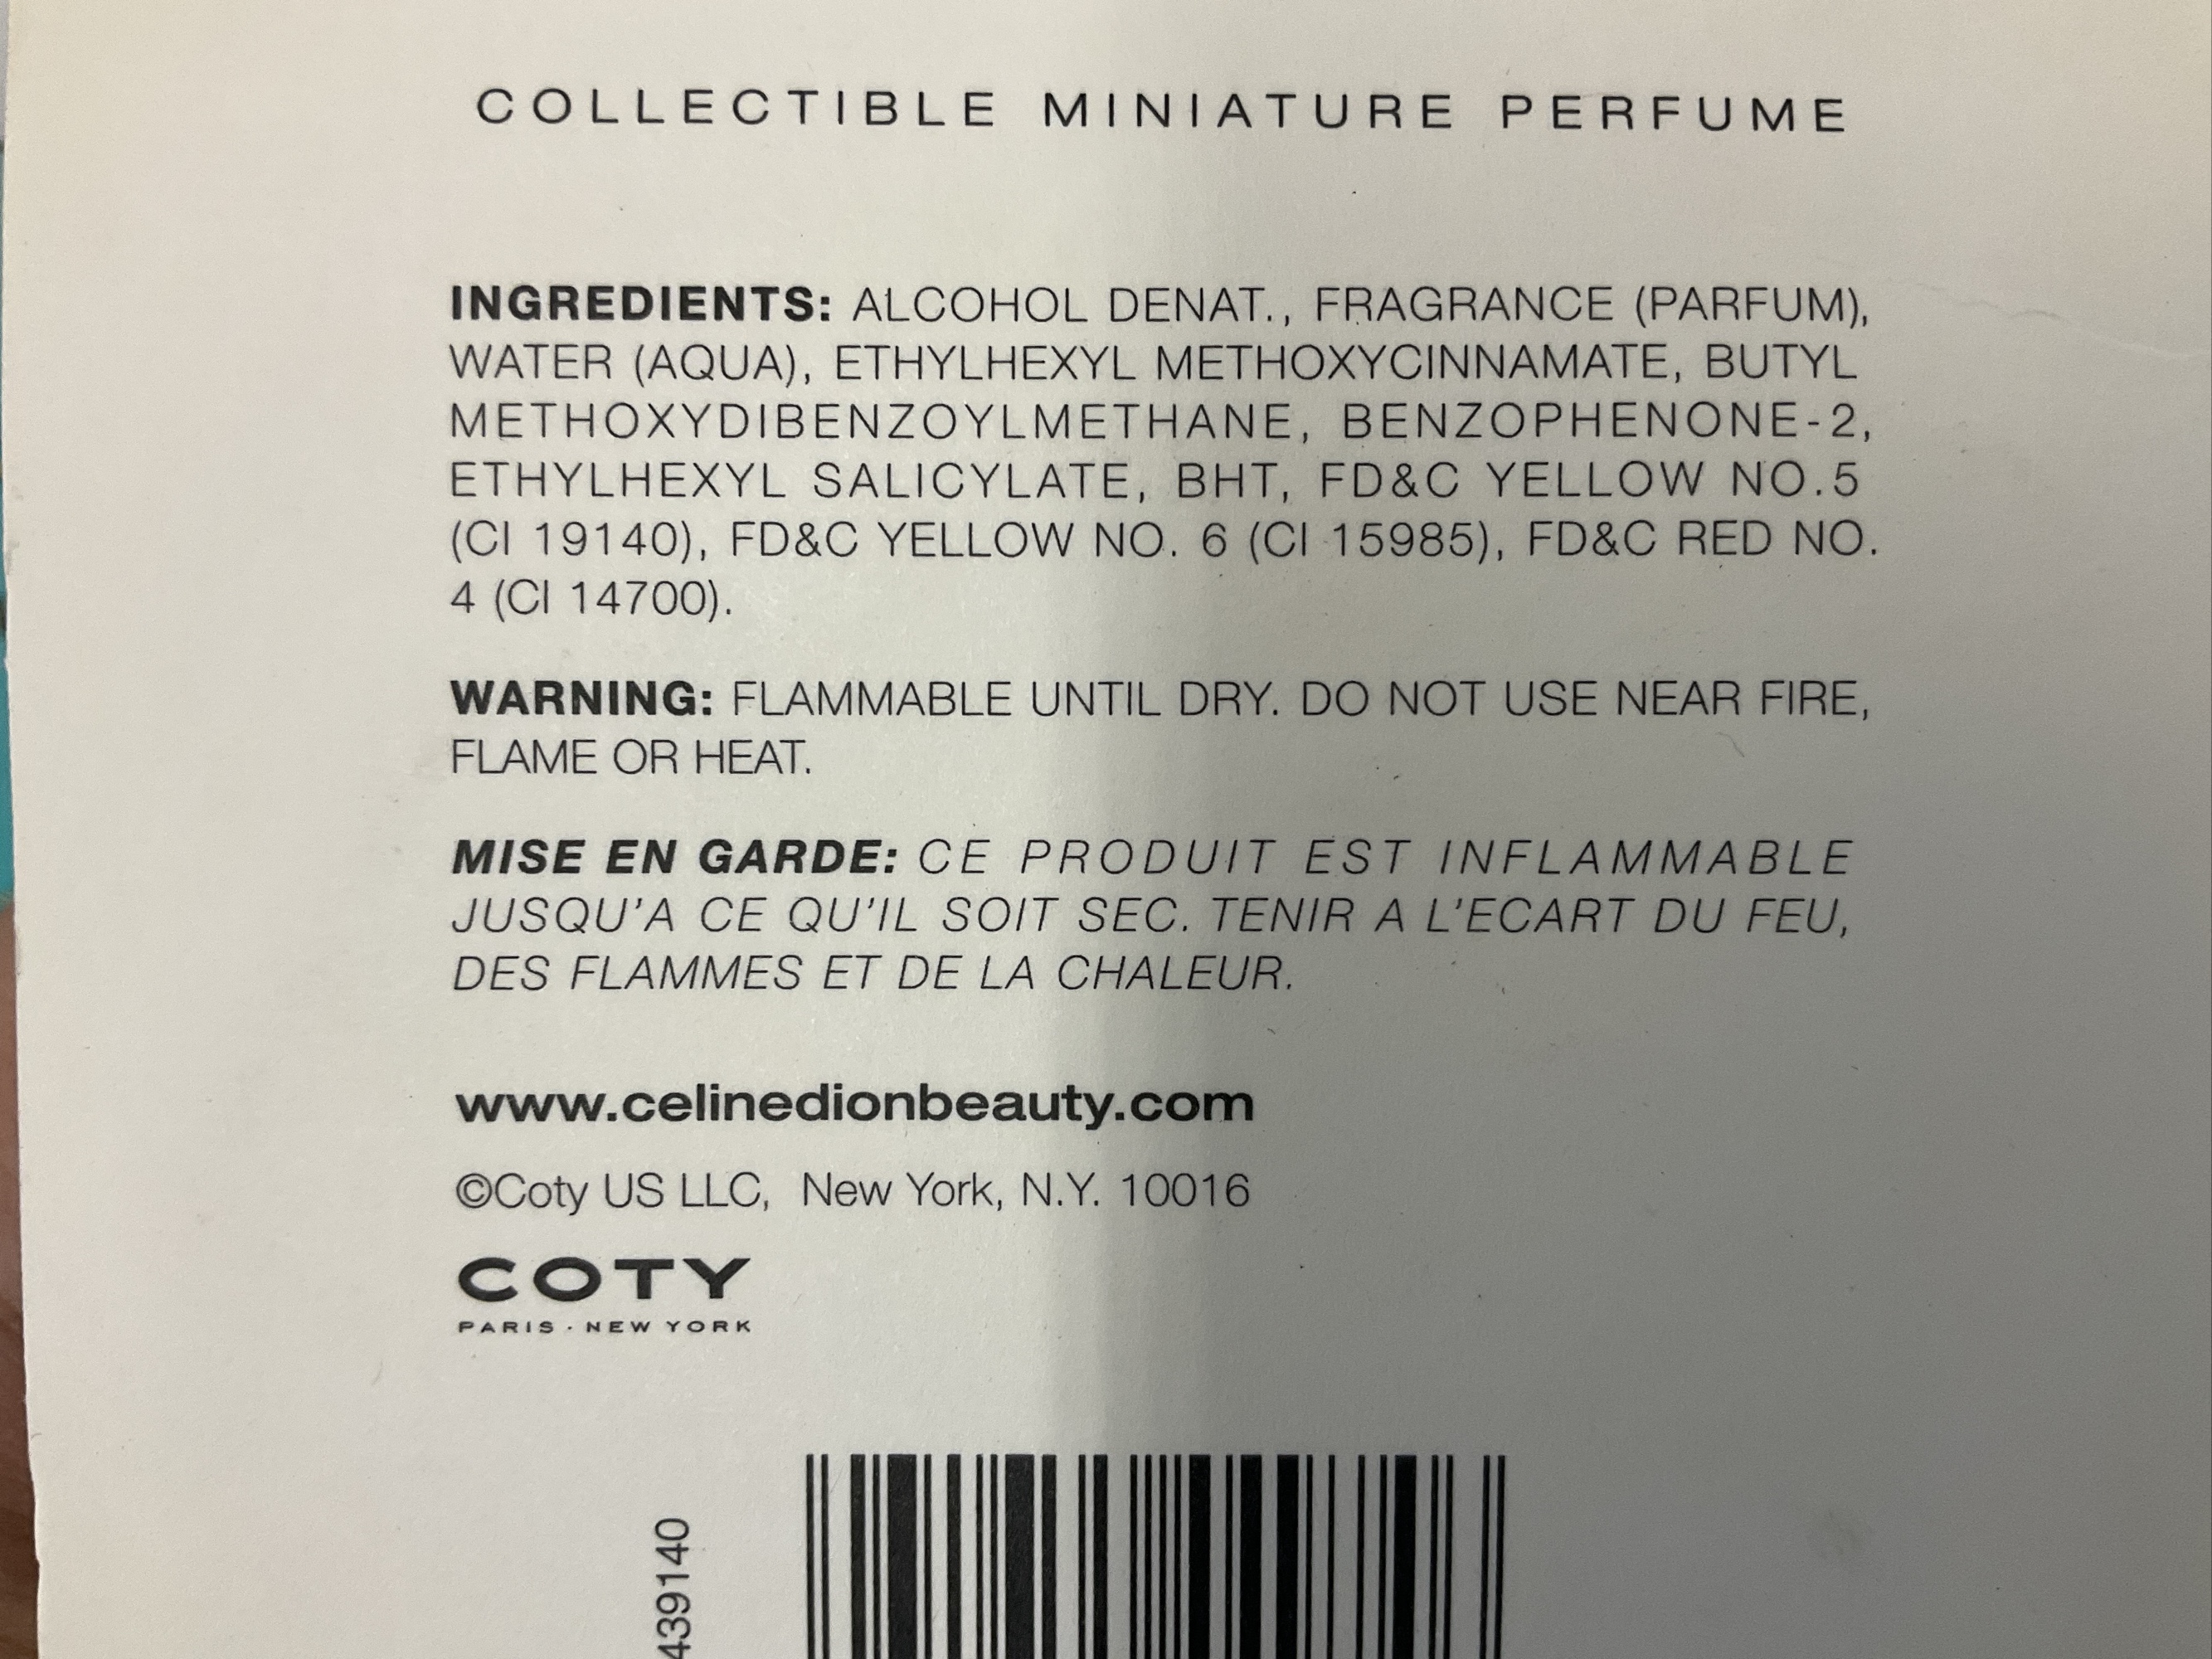 COLLECTIBLE MINIATURE PERFUME
INGREDIENTS: ALCOHOL DENAT., FRAGRANCE (PARFUM),
WATER (AQUA), ETHYLHEXYL METHOXYCINNAMATE, BUTYL
METHOXYDIBENZOYLMETHANE, BENZOPHENONE-2,
ETHYLHEXYL SALICYLATE, BHT, FD&C YELLOW NO.5
(CI 19140), FD&C YELLOW NO. 6 (CI 15985), FD&C RED NO.
4 (CI 14700).
WARNING: FLAMMABLE UNTIL DRY. DO NOT USE NEAR FIRE,
FLAME OR HEAT.
MISE EN GARDE: CE PRODUIT EST INFLAMMABLE
JUSQU'A CE QU'IL SOIT SEC. TENIR A L'ECART DU FEU,
DES FLAMMES ET DE LA CHALEUR.
www.celinedionbeauty.com
©Coty US LLC, New York, N.Y. 10016
COTY
PARIS · NEW YORK
439140